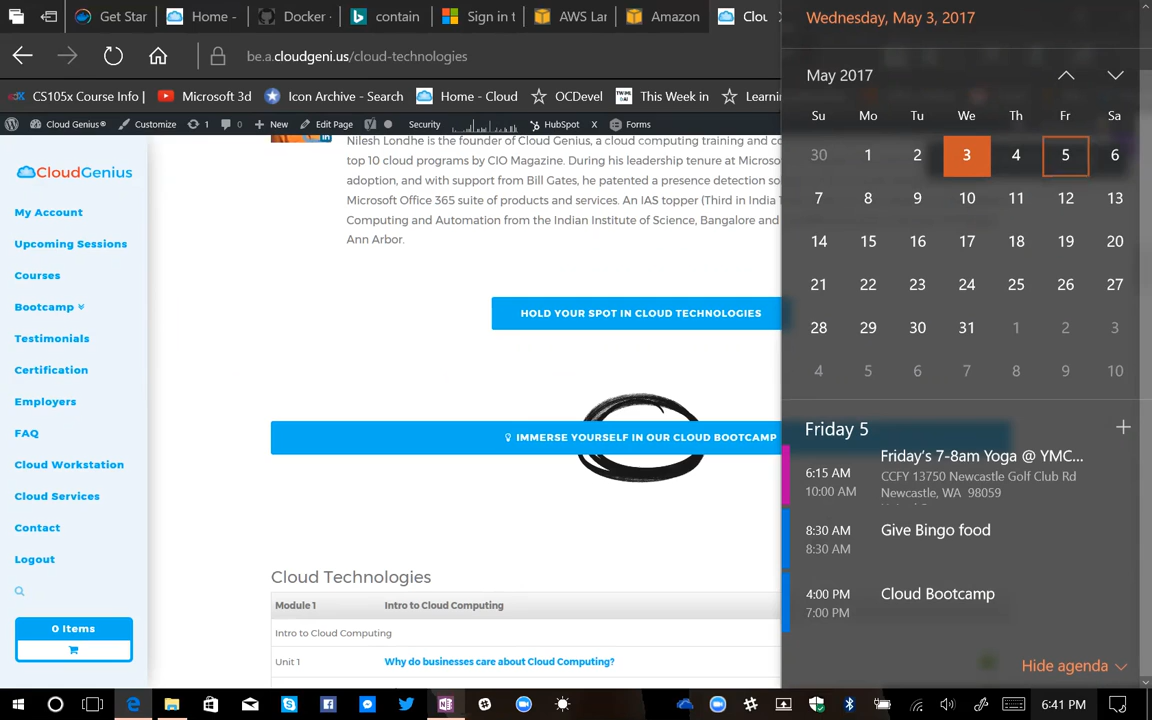 Get Star
Home -
Docker -
contain
Sign in t
AWS Lar
Amazon
Clou
be.a.cloudgeni.us/cloud-technologies
CS105x Course Info |
Microsoft 3d
Icon Archive - Search
Home - Cloud
OCDevel
This Week in
Learnin
Cloud Genius®
Customize
1
0
New
Edit Page
Security
HubSpot
X
Forms
CloudGenius
My Account
Upcoming Sessions
Courses
Bootcamp
Testimonials
Certification
Employers
FAQ
Cloud Workstation
Cloud Services
Contact
Logout
0 Items
Nilesh Londhe is the founder of Cloud Genius, a cloud computing training and co
top 10 cloud programs by CIO Magazine. During his leadership tenure at Microso
adoption, and with support from Bill Gates, he patented a presence detection so
Microsoft Office 365 suite of products and services. An IAS topper (Third in India 1
Computing and Automation from the Indian Institute of Science, Bangalore and
Ann Arbor.
HOLD YOUR SPOT IN CLOUD TECHNOLOGIES
IMMERSE YOURSELF IN OUR CLOUD BOOTCAMP
Cloud Technologies
Module 1 Intro to Cloud Computing
Intro to Cloud Computing
Unit 1 Why do businesses care about Cloud Computing?
Wednesday, May 3, 2017
May 2017
Su Mo Tu We Th Fr Sa
30 1 2 3 4 5 6
7 8 9 10 11 12 13
14 15 16 17 18 19 20
21 22 23 24 25 26 27
28 29 30 31 1 2 3
4 5 6 7 8 9 10
Friday 5
6:15 AM
10:00 AM
Friday's 7-8am Yoga @ YMC...
CCFY 13750 Newcastle Golf Club Rd
Newcastle, WA 98059
8:30 AM
8:30 AM
Give Bingo food
4:00 PM
7:00 PM
Cloud Bootcamp
Hide agenda
6:41 PM